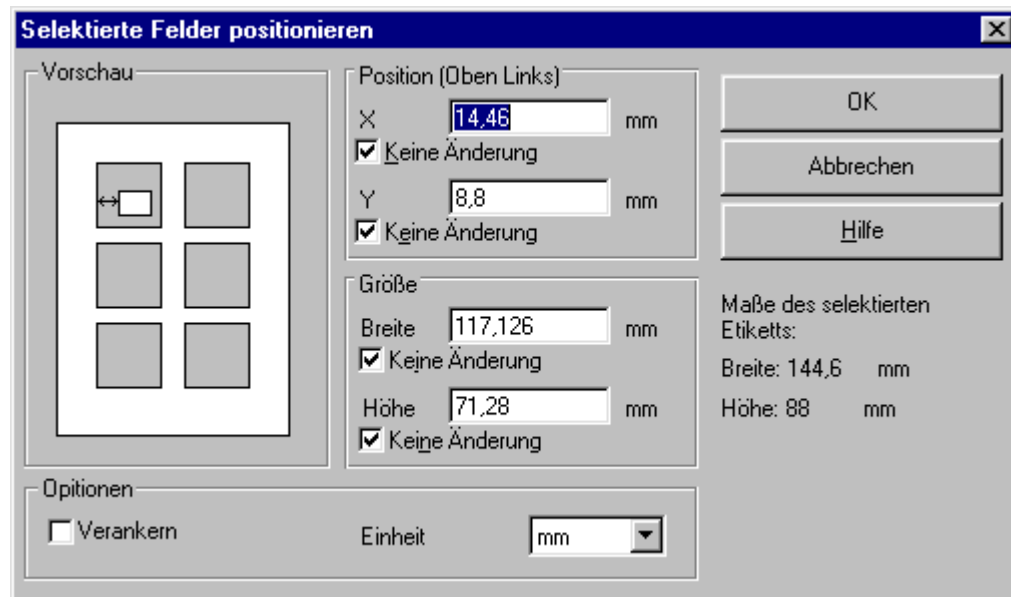 Selektierte Felder positionieren
Vorschau
Position (Oben Links)
X 14,46 mm
Keine Änderung
Y 8,8 mm
Keine Änderung
Größe
Breite 117,126 mm
Keine Änderung
Höhe 71,28 mm
Keine Änderung
OK
Abbrechen
Hilfe
Maße des selektierten
Etiketts:
Breite: 144,6 mm
Höhe: 88 mm
Opitionen
Verankern
Einheit mm